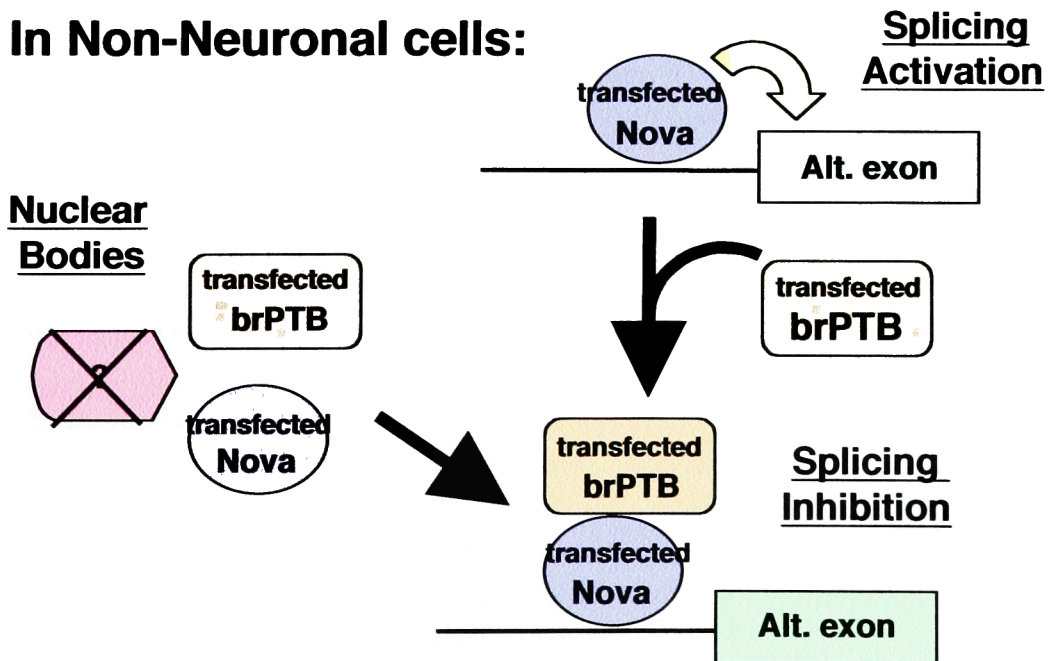 In Non-Neuronal cells:
Splicing
Activation
transfected
Nova
Alt. exon
Nuclear
Bodies
transfected
brPTB
transfected
brPTB
?
transfected
Nova
transfected
brPTB
Splicing
Inhibition
transfected
Nova
Alt. exon